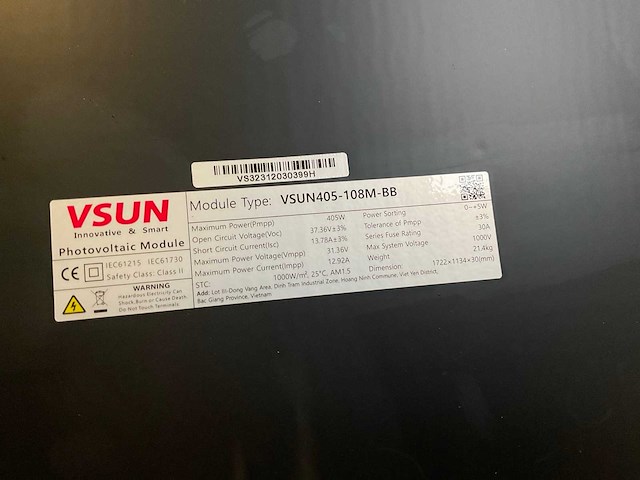 VS32312030399H
VSUN
Innovative & Smart
Photovoltaic Module
CE IEC61215 IEC61730
Safety Class: Class II
WARNING
Hazardous Electricity Can
Shock, Burn or Cause Death.
Do Not Touch Terminals.
Module Type: VSUN405-108M-BB
Maximum Power(Pmpp) 405W
Open Circuit Voltage(Voc) 37.36V±3%
Short Circuit Current(Isc) 13.78A±3%
Maximum Power Voltage(Vmpp) 31.36V
Maximum Power Current(Impp) 12.92A
STC: 1000W/m², 25°C, AM1.5
Power Sorting 0~+5W
Tolerance of Pmpp ±3%
Series Fuse Rating 30A
Max System Voltage 1000V
Weight 21.4kg
Dimension: 1722×1134×30(mm)
Add: Lot III-Dong Vang Area, Dinh Tram Industrial Zone, Hoang Ninh Commune, Viet Yen District,
Bac Giang Province, Vietnam